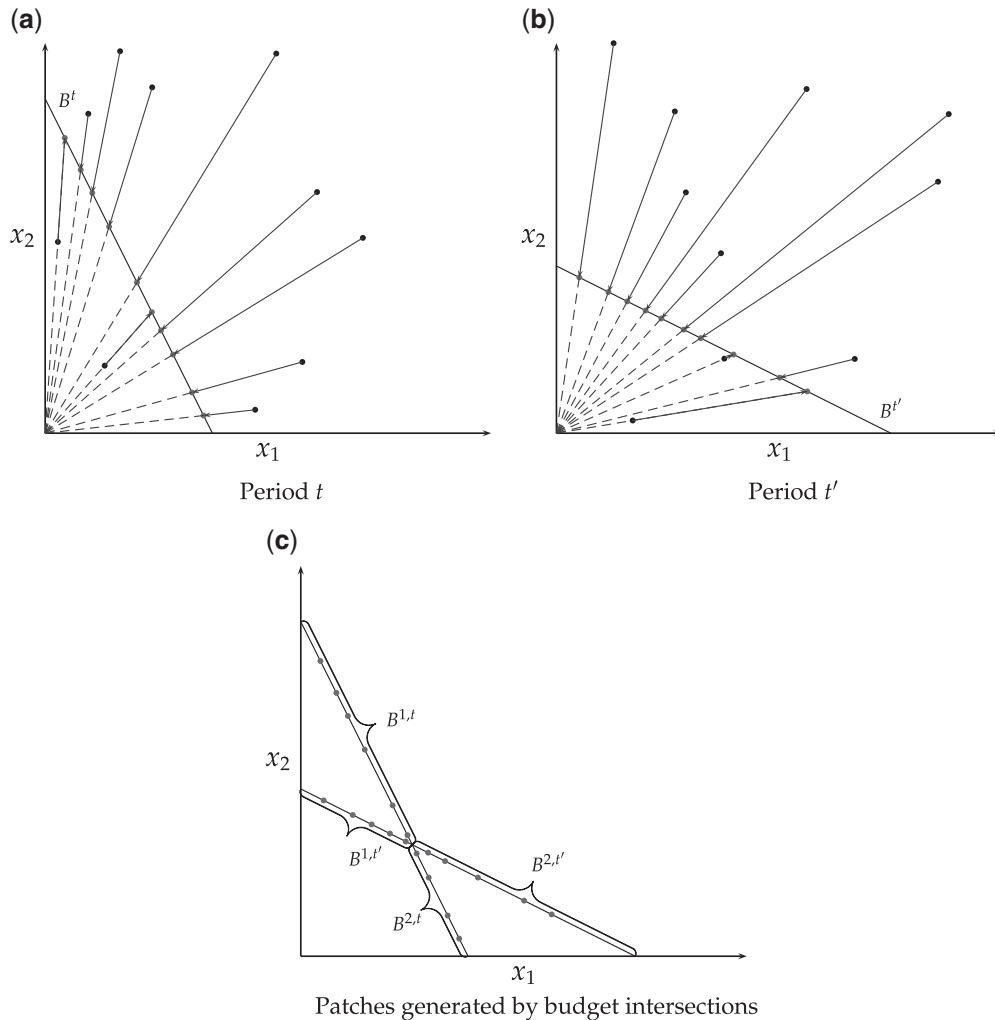 (a)
(b)
B^t
x_2
x_2
B^{t'}
x_1
x_1
Period t
Period t'
(c)
B^{1,t}
x_2
B^{1,t'}
B^{2,t'}
B^{2,t}
x_1
Patches generated by budget intersections